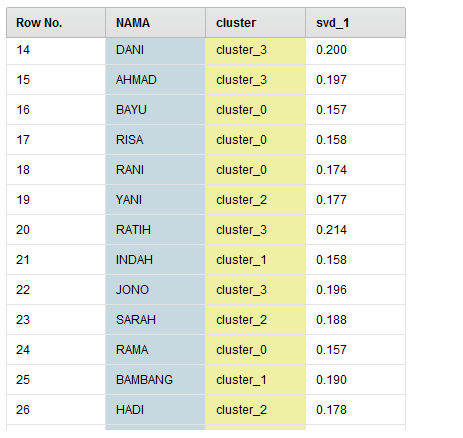 Row No. NAMA cluster svd_1
14 DANI cluster_3 0.200
15 AHMAD cluster_3 0.197
16 BAYU cluster_0 0.157
17 RISA cluster_0 0.158
18 RANI cluster_0 0.174
19 YANI cluster_2 0.177
20 RATIH cluster_3 0.214
21 INDAH cluster_1 0.158
22 JONO cluster_3 0.196
23 SARAH cluster_2 0.188
24 RAMA cluster_0 0.157
25 BAMBANG cluster_1 0.190
26 HADI cluster_2 0.178